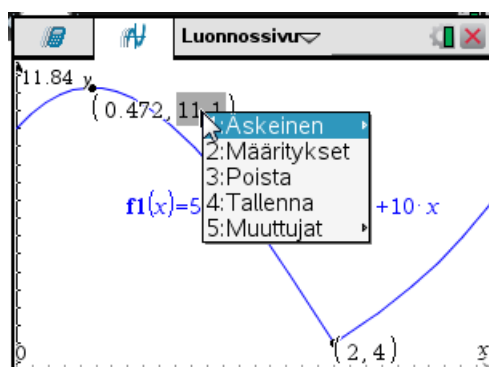 Luonnossivu
11.84 y
(0.472, 11.1)
1:Äskeinen
2:Määritykset
3:Poista
4:Tallenna
5:Muuttujat
f1(x)=5 +10·x
0
(2,4)
x